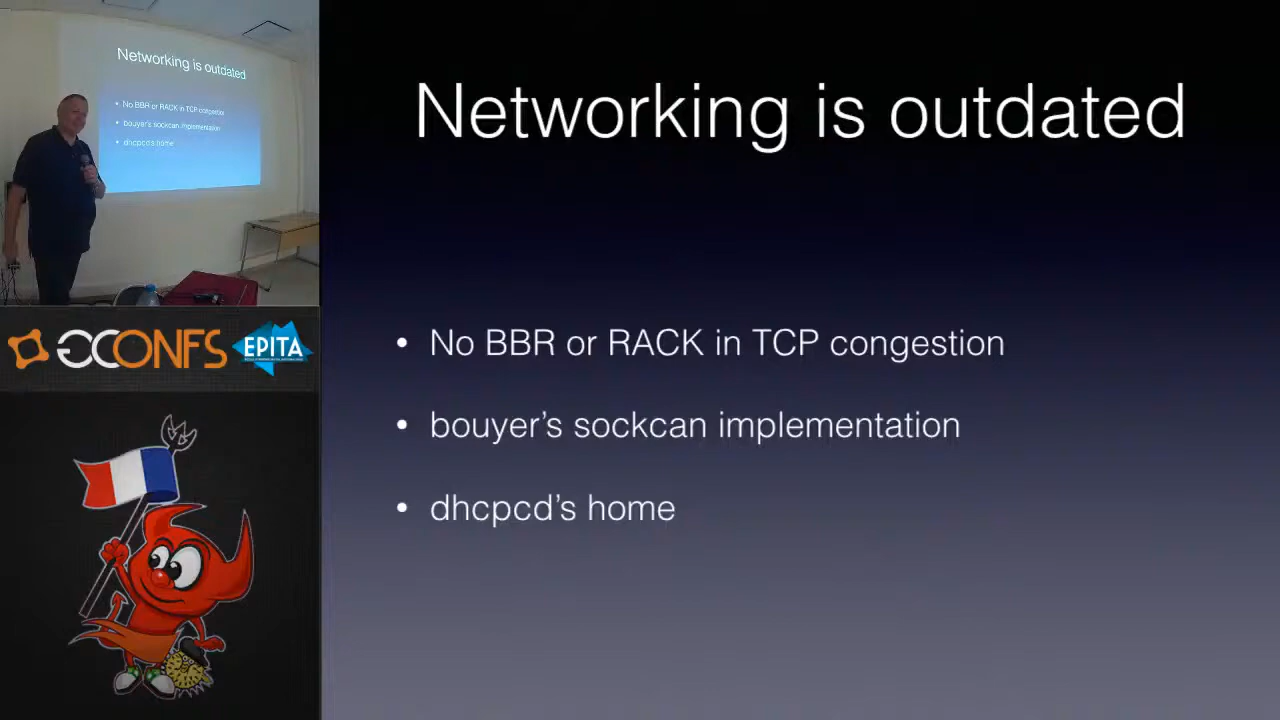 Networking is outdated
• No BBR or RACK in TCP congestion
• bouyer's sockcan implementation
• dhcpcd's home
GCONFS
EPITA
Networking is outdated
• No BBR or RACK in TCP congestion
• bouyer's sockcan implementation
• dhcpcd's home